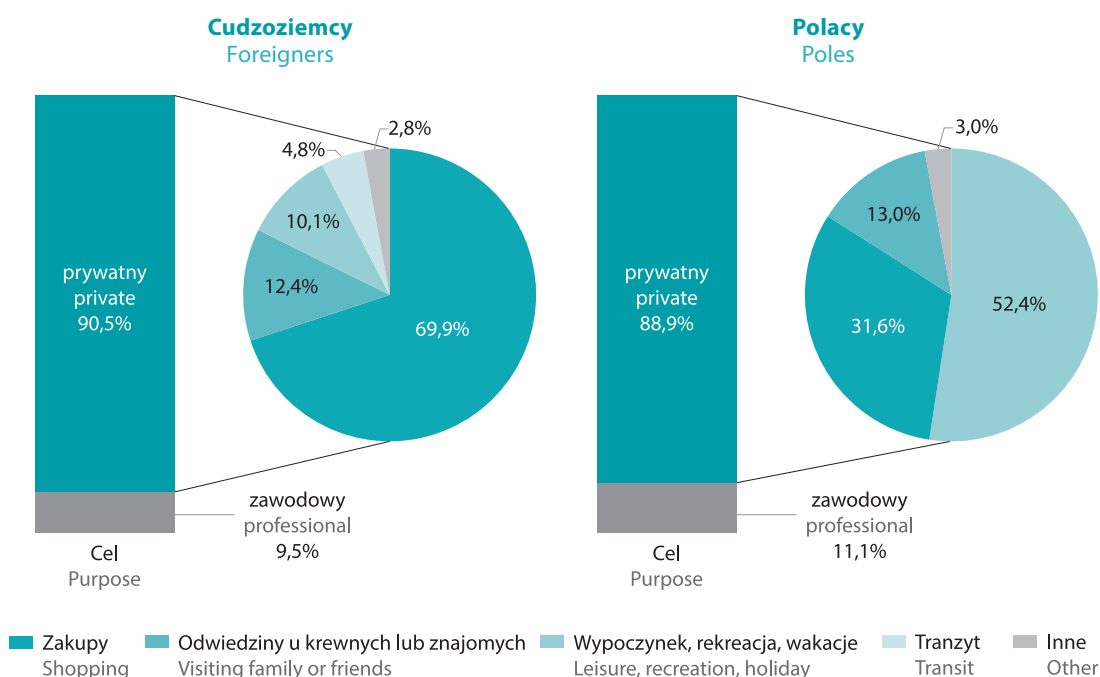 Cudzoziemcy
Foreigners
2,8%
4,8%
10,1%
12,4%
69,9%
prywatny
private
90,5%
zawodowy
professional
9,5%
Cel
Purpose
Polacy
Poles
3,0%
13,0%
52,4%
31,6%
prywatny
private
88,9%
zawodowy
professional
11,1%
Cel
Purpose
Zakupy
Shopping
Odwiedziny u krewnych lub znajomych
Visiting family or friends
Wypoczynek, rekreacja, wakacje
Leisure, recreation, holiday
Tranzyt
Transit
Inne
Other